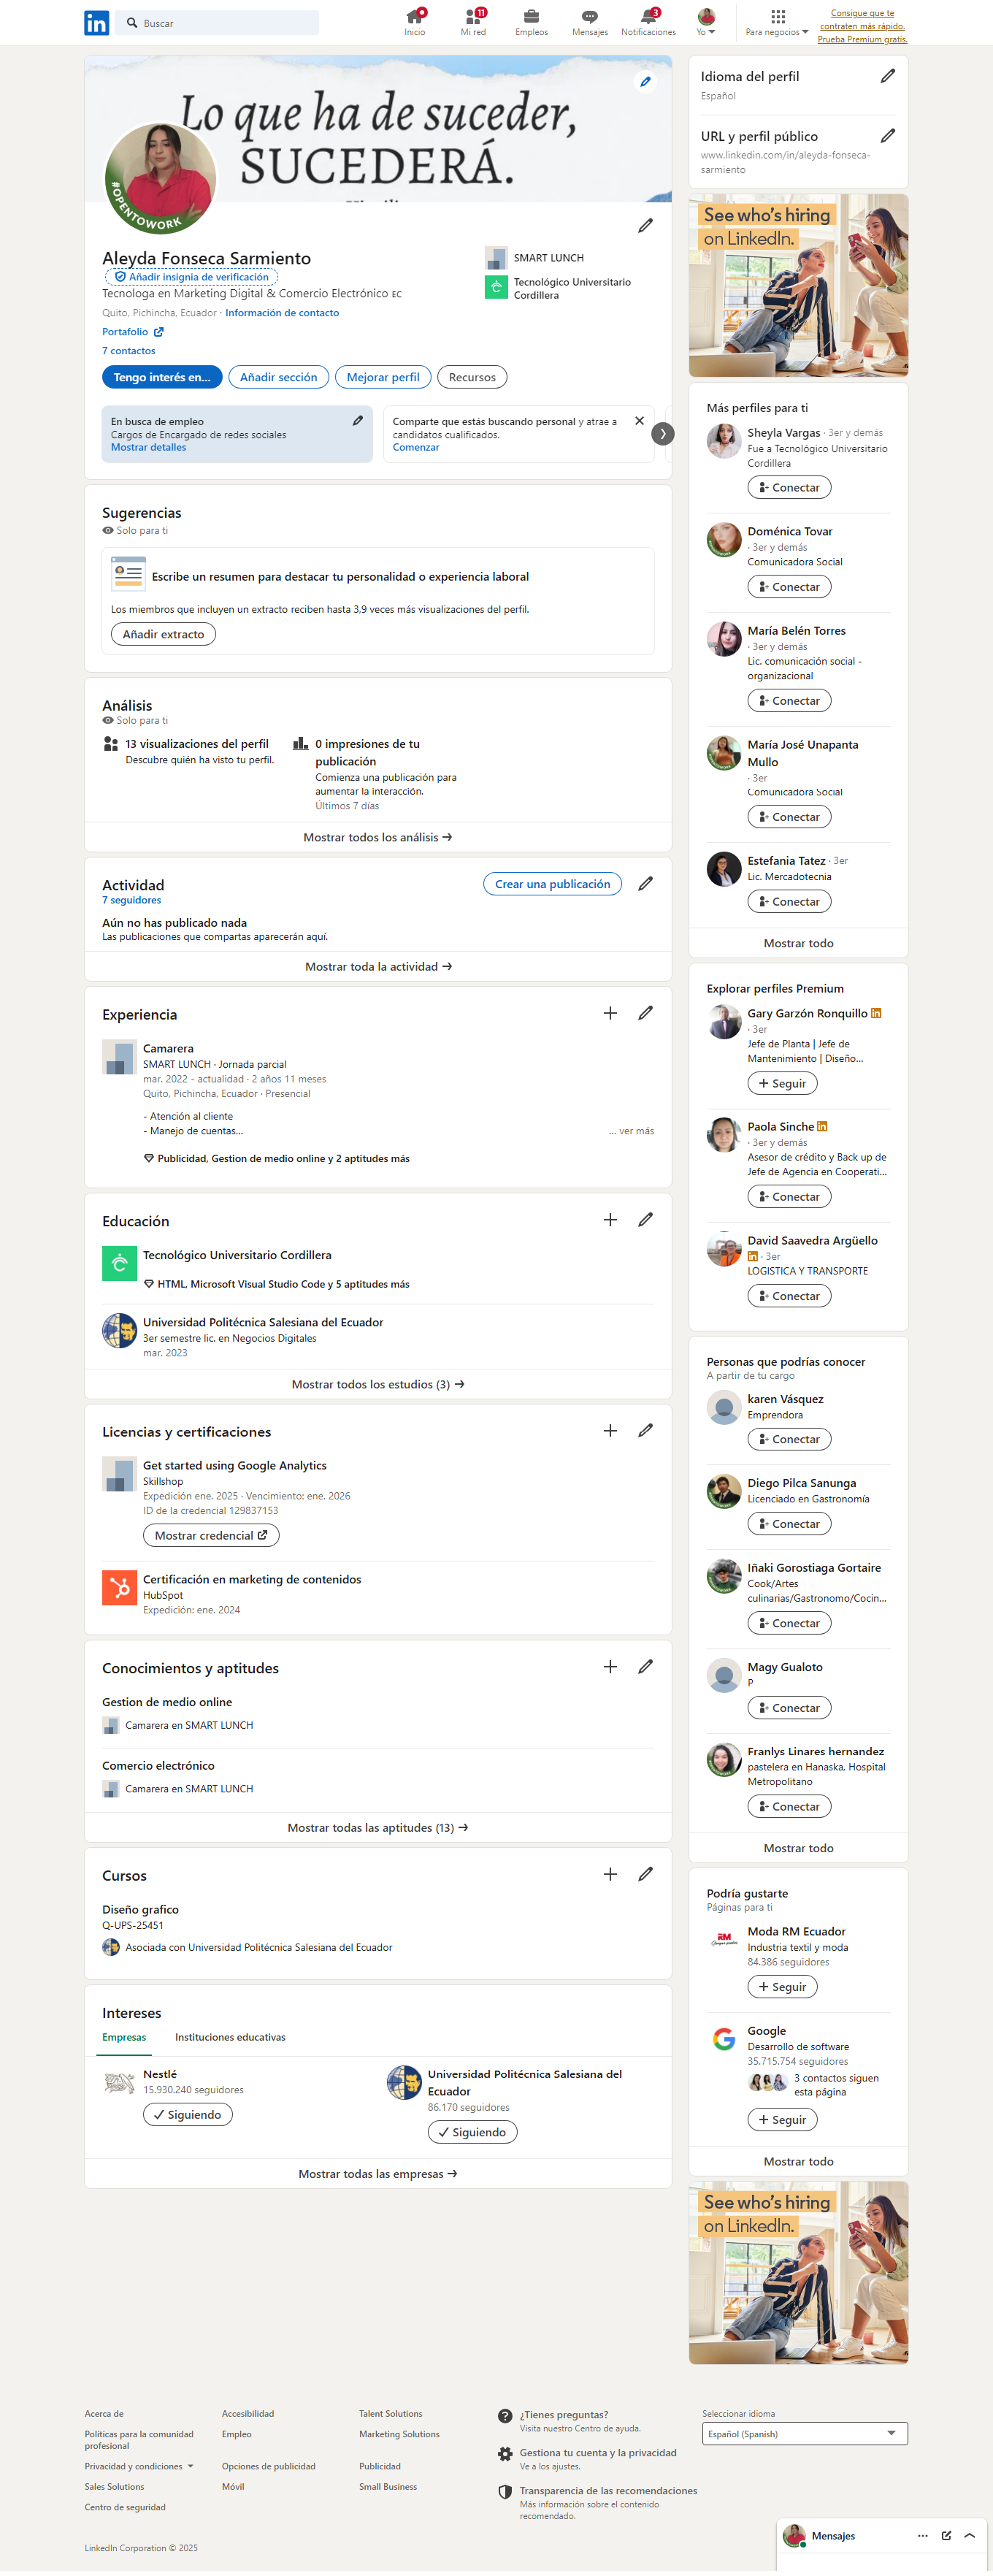 in
Buscar
Inicio
11
Mi red
Empleos
Mensajes
3
Notificaciones
Yo
Para negocios
Consigue que te
contraten más rápido.
Prueba Premium gratis.
Lo que ha de suceder,
SUCEDERÁ.
#OPENTOWORK
Aleyda Fonseca Sarmiento
Añadir insignia de verificación
Tecnologa en Marketing Digital & Comercio Electrónico EC
Quito, Pichincha, Ecuador · Información de contacto
Portafolio
7 contactos
SMART LUNCH
Tecnológico Universitario
Cordillera
Tengo interés en...
Añadir sección
Mejorar perfil
Recursos
En busca de empleo
Cargos de Encargado de redes sociales
Mostrar detalles
Comparte que estás buscando personal y atrae a
candidatos cualificados.
Comenzar
Sugerencias
Solo para ti
Escribe un resumen para destacar tu personalidad o experiencia laboral
Los miembros que incluyen un extracto reciben hasta 3,9 veces más visualizaciones del perfil.
Añadir extracto
Análisis
Solo para ti
13 visualizaciones del perfil
Descubre quién ha visto tu perfil.
0 impresiones de tu
publicación
Comienza una publicación para
aumentar la interacción.
Últimos 7 días
Mostrar todos los análisis →
Actividad
7 seguidores
Crear una publicación
Aún no has publicado nada
Las publicaciones que compartas aparecerán aquí.
Mostrar toda la actividad →
Experiencia
Camarera
SMART LUNCH · Jornada parcial
mar. 2022 - actualidad · 2 años 11 meses
Quito, Pichincha, Ecuador · Presencial
- Atención al cliente
- Manejo de cuentas...
... ver más
Publicidad, Gestion de medio online y 2 aptitudes más
Educación
Tecnológico Universitario Cordillera
HTML, Microsoft Visual Studio Code y 5 aptitudes más
Universidad Politécnica Salesiana del Ecuador
3er semestre lic. en Negocios Digitales
mar. 2023
Mostrar todos los estudios (3) →
Licencias y certificaciones
Get started using Google Analytics
Skillshop
Expedición ene. 2025 · Vencimiento: ene. 2026
ID de la credencial 129837153
Mostrar credencial
Certificación en marketing de contenidos
HubSpot
Expedición: ene. 2024
Conocimientos y aptitudes
Gestion de medio online
Camarera en SMART LUNCH
Comercio electrónico
Camarera en SMART LUNCH
Mostrar todas las aptitudes (13) →
Cursos
Diseño grafico
Q-UPS-25451
Asociada con Universidad Politécnica Salesiana del Ecuador
Intereses
Empresas
Instituciones educativas
Nestlé
15.930.240 seguidores
Siguiendo
Universidad Politécnica Salesiana del
Ecuador
86.170 seguidores
Siguiendo
Mostrar todas las empresas →
Idioma del perfil
Español
URL y perfil público
www.linkedin.com/in/aleyda-fonseca-
sarmiento
See who's hiring
on LinkedIn.
Más perfiles para ti
Sheyla Vargas · 3er y demás
Fue a Tecnológico Universitario
Cordillera
Conectar
Doménica Tovar
· 3er y demás
Comunicadora Social
Conectar
María Belén Torres
· 3er y demás
Lic. comunicación social -
organizacional
Conectar
María José Unapanta
Mullo
· 3er
Comunicadora Social
Conectar
Estefania Tatez · 3er
Lic. Mercadotecnia
Conectar
Mostrar todo
Explorar perfiles Premium
Gary Garzón Ronquillo in
· 3er
Jefe de Planta | Jefe de
Mantenimiento | Diseño...
Seguir
Paola Sinche in
· 3er y demás
Asesor de crédito y Back up de
Jefe de Agencia en Cooperati...
Conectar
David Saavedra Argüello
in · 3er
LOGISTICA Y TRANSPORTE
Conectar
Personas que podrías conocer
A partir de tu cargo
karen Vásquez
Emprendora
Conectar
Diego Pilca Sanunga
Licenciado en Gastronomía
Conectar
Iñaki Gorostiaga Gortaire
Cook/Artes
culinarias/Gastronomo/Cocin...
Conectar
Magy Gualoto
P
Conectar
Franlys Linares hernandez
pastelera en Hanaska, Hospital
Metropolitano
Conectar
Mostrar todo
Podría gustarte
Páginas para ti
RM
Moda RM Ecuador
Industria textil y moda
84.386 seguidores
Seguir
Google
Desarrollo de software
35.715.754 seguidores
3 contactos siguen
esta página
Seguir
Mostrar todo
See who's hiring
on LinkedIn.
Acerca de
Accesibilidad
Talent Solutions
Políticas para la comunidad
profesional
Empleo
Marketing Solutions
Privacidad y condiciones
Opciones de publicidad
Publicidad
Sales Solutions
Móvil
Small Business
Centro de seguridad
¿Tienes preguntas?
Visita nuestro Centro de ayuda.
Gestiona tu cuenta y la privacidad
Ve a los ajustes.
Transparencia de las recomendaciones
Más información sobre el contenido
recomendado.
Seleccionar idioma
Español (Spanish)
LinkedIn Corporation © 2025
Mensajes